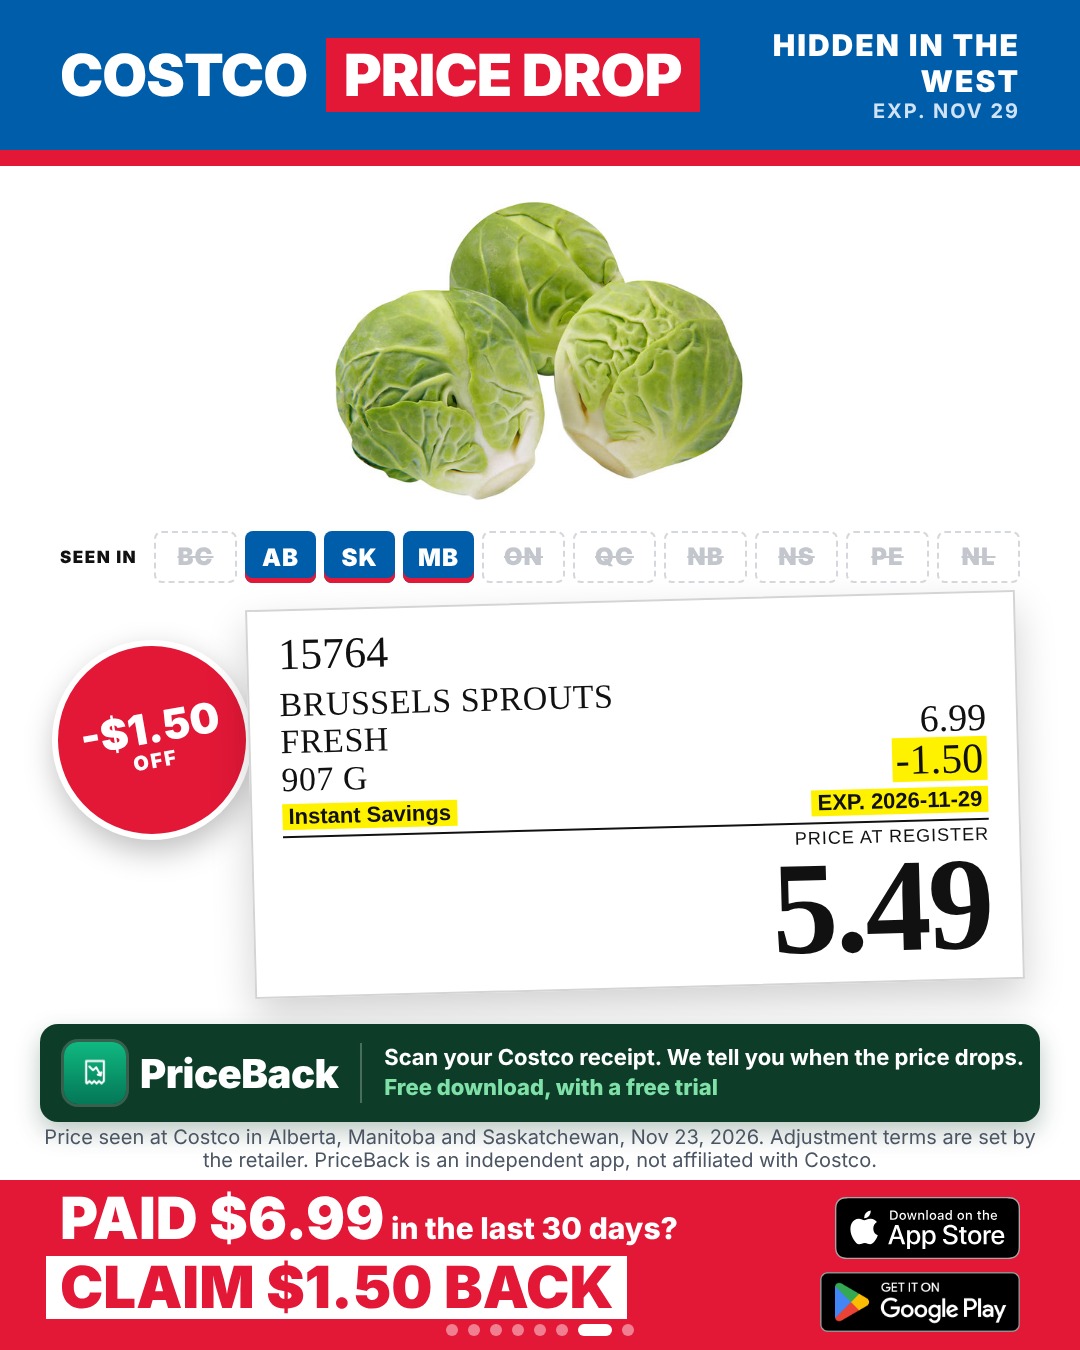 COSTCO PRICE DROP
HIDDEN IN THE
WEST
EXP. NOV 29
SEEN IN BC AB SK MB ON QC NB NS PE NL
-$1.50
OFF
15764
BRUSSELS SPROUTS
FRESH
907 G
Instant Savings
6.99
-1.50
EXP. 2026-11-29
PRICE AT REGISTER
5.49
PriceBack
Scan your Costco receipt. We tell you when the price drops.
Free download, with a free trial
Price seen at Costco in Alberta, Manitoba and Saskatchewan, Nov 23, 2026. Adjustment terms are set by
the retailer. PriceBack is an independent app, not affiliated with Costco.
PAID $6.99 in the last 30 days?
CLAIM $1.50 BACK
Download on the
App Store
GET IT ON
Google Play